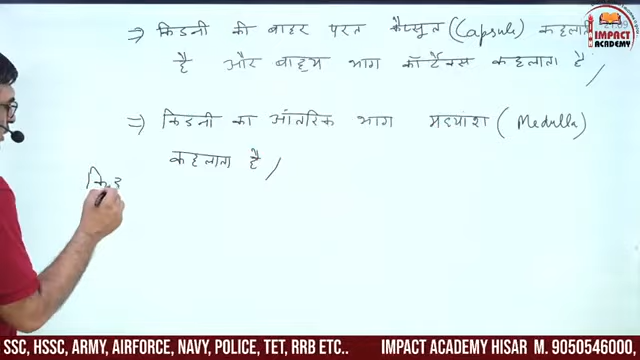 ⇒ किडनी की बाहर परत कैप्सूल (Capsule) कहलाती
है और बाह्य भाग कॉर्टेक्स कहलाता है /
IMPACT
ACADEMY
⇒ किडनी का आंतरिक भाग मध्यांश (Medulla)
कहलाता है /
SSC, HSSC, ARMY, AIRFORCE, NAVY, POLICE, TET, RRB ETC.. IMPACT ACADEMY HISAR M. 9050546000,